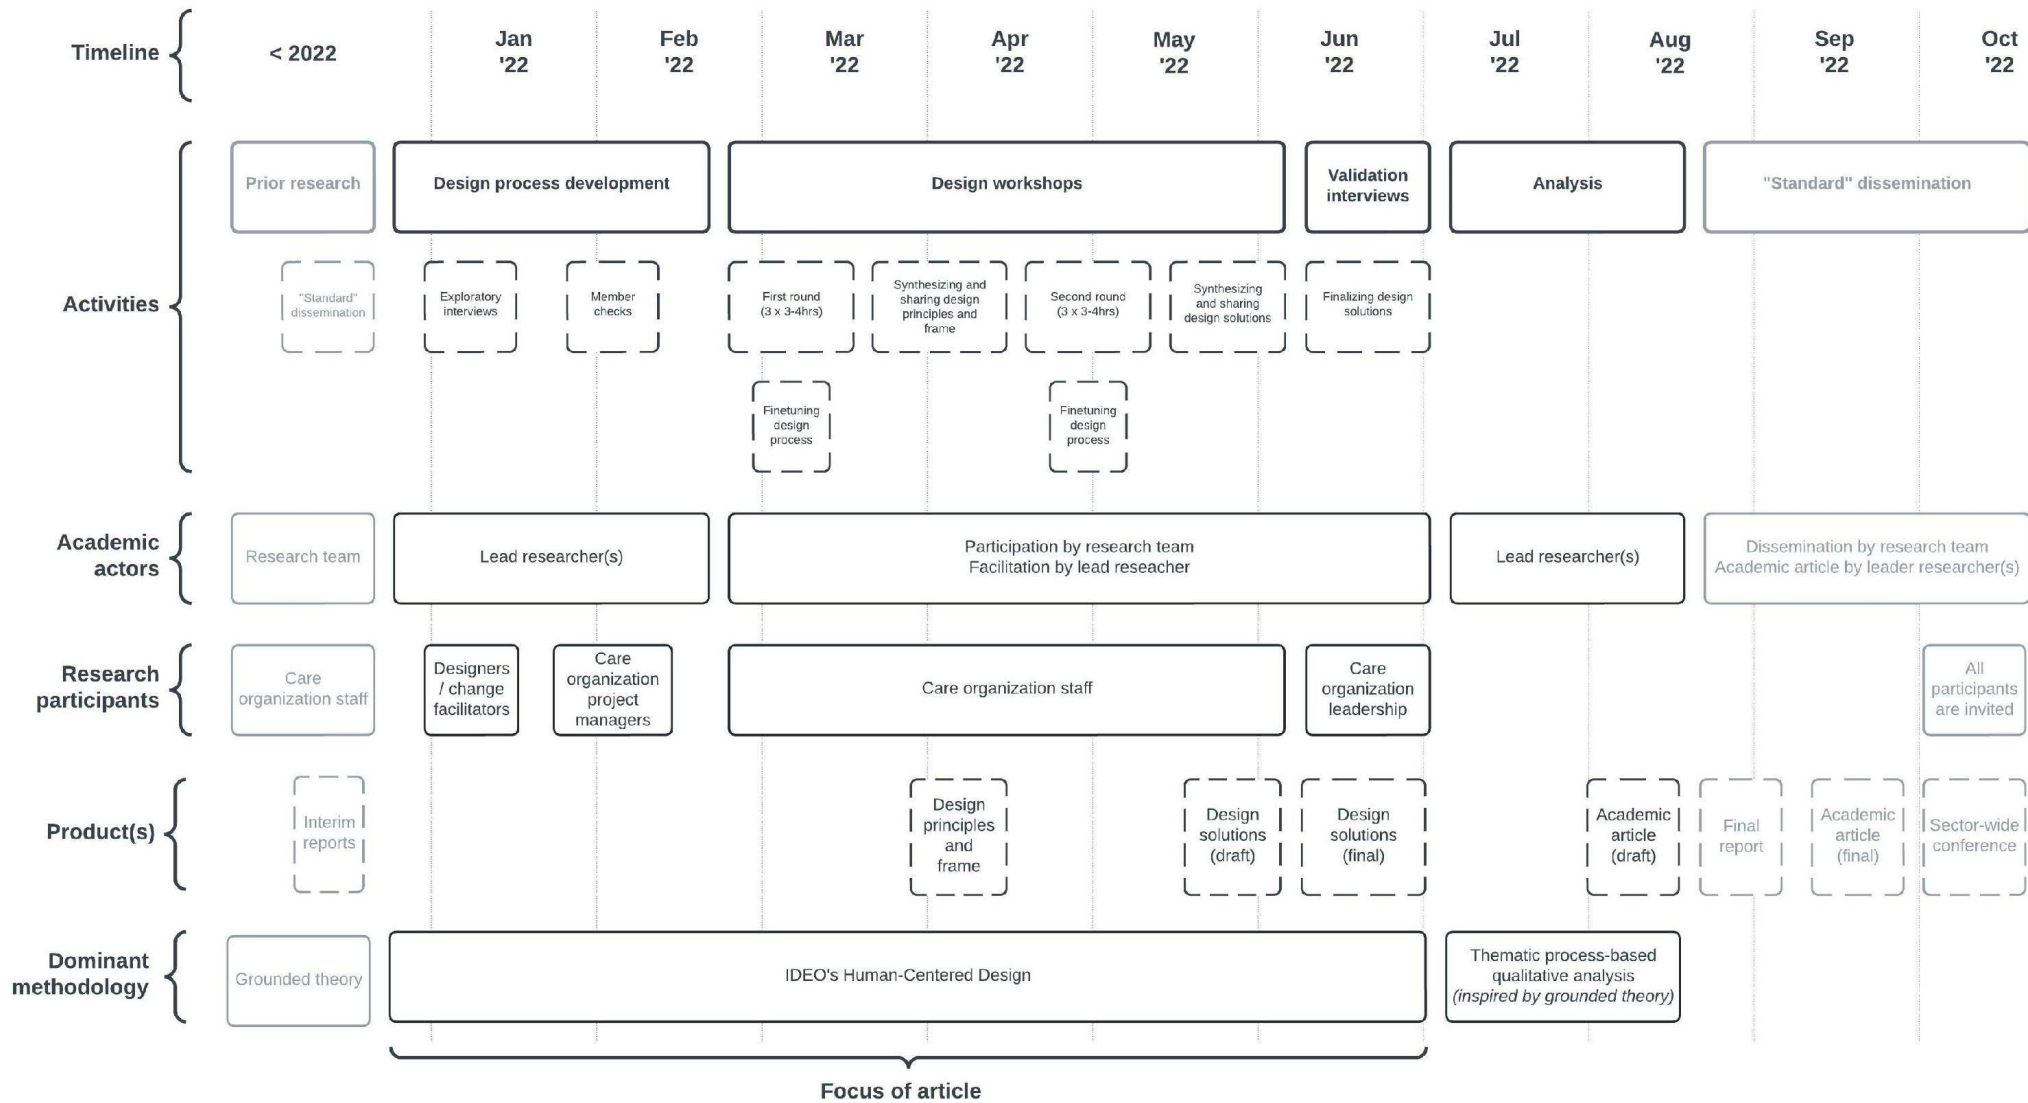 Timeline
< 2022
Jan
'22
Feb
'22
Mar
'22
Apr
'22
May
'22
Jun
'22
Jul
'22
Aug
'22
Sep
'22
Oct
'22
Activities
Prior research
Design process development
Design workshops
Validation
interviews
Analysis
"Standard" dissemination
"Standard"
dissemination
Exploratory
interviews
Member
checks
First round
(3 x 3-4hrs)
Synthesizing and
sharing design
principles and
frame
Second round
(3 x 3-4hrs)
Synthesizing
and sharing
design solutions
Finalizing design
solutions
Finetuning
design
process
Finetuning
design
process
Academic
actors
Research team
Lead researcher(s)
Participation by research team
Facilitation by lead reseacher
Lead researcher(s)
Dissemination by research team
Academic article by leader researcher(s)
Research
participants
Care
organization staff
Designers
/ change
facilitators
Care
organization
project
managers
Care organization staff
Care
organization
leadership
All
participants
are invited
Product(s)
Interim
reports
Design
principles
and
frame
Design
solutions
(draft)
Design
solutions
(final)
Academic
article
(draft)
Final
report
Academic
article
(final)
Sector-wide
conference
Dominant
methodology
Grounded theory
IDEO's Human-Centered Design
Thematic process-based
qualitative analysis
(inspired by grounded theory)
Focus of article